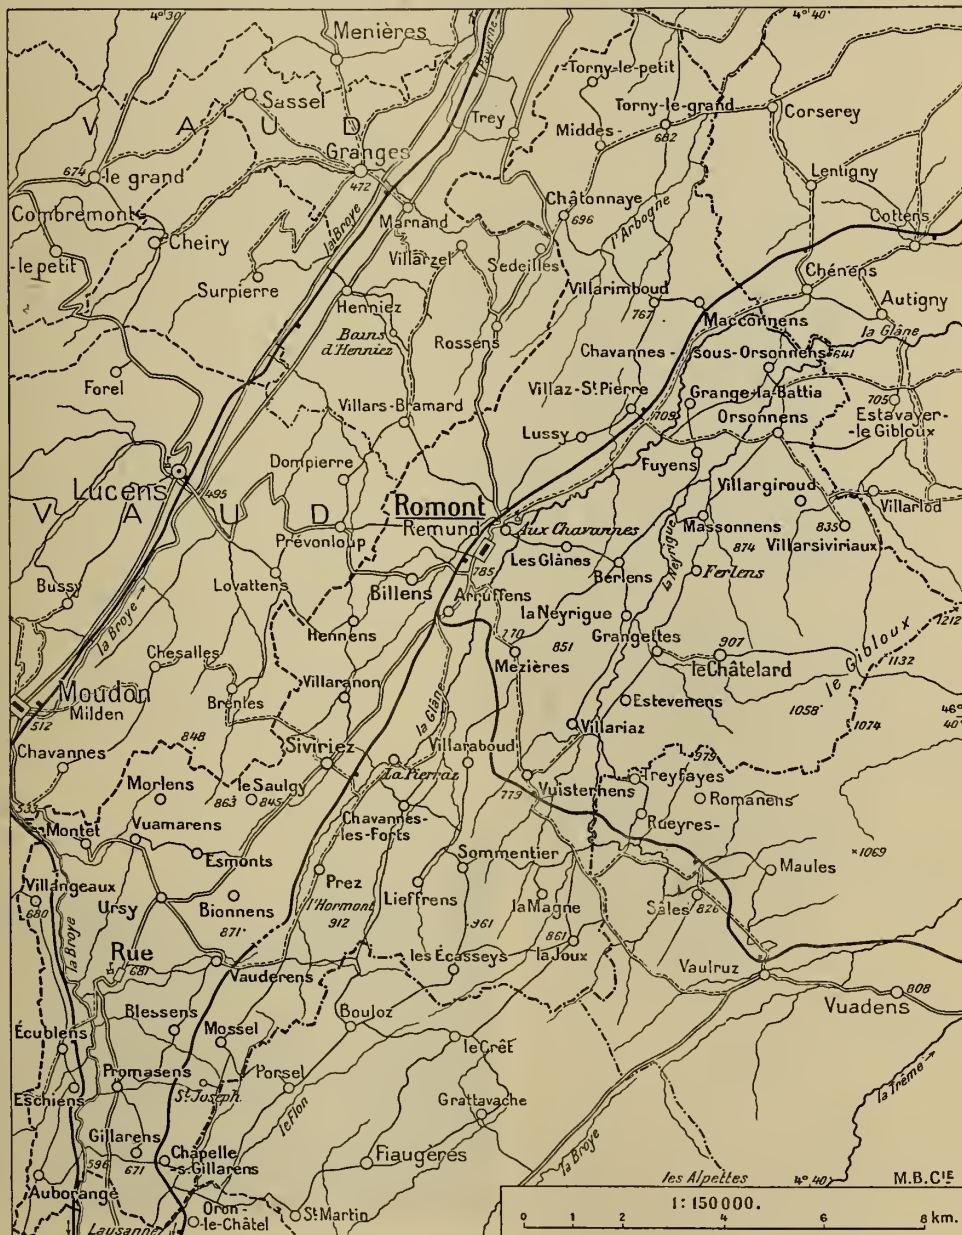 4° 30'
4° 40'
Menières
Payerne
Torny-le-petit
Sassel
Torny-le-grand
Corserey
Trey
V A U D
Middes
682
Granges
674
le grand
472
Lentigny
Châtonnaye
696
Combremont
Marnand
l'Arbogne
Cottens
la Broye
Cheiry
-le petit
Villarzel
Sedeilles
Chénens
Surpierre
Villarimboud
Henniez
767
Autigny
Macconnens
la Glâne
Bains
d'Henniez
Rossens
Chavannes-sous-Orsonnens
641
Forel
Villaz-St Pierre
Grange-la-Battia
705
Villars-Bramard
709
Orsonnens
Estavayer-
-le Gibloux
Lussy
Dompierre
Fuyens
Lucens
495
Villargiroud
Romont
Villarlod
V A U D
Remund
Aux Chavannes
Massonnens
835
Prévonloup
874
Villarsiviriaux
Les Glânes
la Neyrigue
785
Lovattens
Berlens
Ferlens
Bussy
Billens
Arruffens
la Neyrigue
la Broye
1212
Hennens
770
851
Grangettes
907
Chesalles
Mezières
le Châtelard
le Gibloux
1132
Moudon
Villaranon
Milden
Brenles
Estevenens
1058
46°
40'
512
la Glâne
1074
Villariaz
848
Chavannes
Siviriez
Villaraboud
979
la Pierraz
Treyfayes
Morlens
le Saulgy
779
Vuisterhens
863
845
Romanens
533
Chavannes-
-les-Forts
Rueyres-
Montet
Vuamarens
1069
Esmonts
Sommentier
Maules
Villangeaux
Prez
680
Ursy
Bionnens
l'Hormont
Lieffrens
la Magne
Sâles
826
871
912
961
Rue
861
la Broye
681
les Écasseys
la Joux
Vauderens
Vaulruz
808
Vuadens
Blessens
Bouloz
Écublens
Mossel
le Crêt
Promasens
Porsel
St Joseph
la Trême
Eschiens
Grattavache
le Flon
Gillarens
la Broye
671
Chapelle
-s-Gillarens
Fiaugères
596
Auborange
les Alpettes
4° 40'
M.B.CIE
Oron-
-le-Châtel
St Martin
Lausanne
1:150000.
0 2 4 6 8 km.